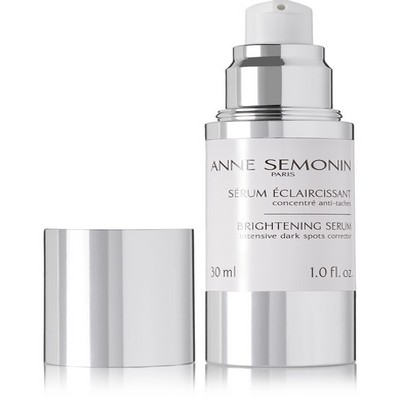 ANNE SEMONIN
PARIS
SÉRUM ÉCLAIRCISSANT
concentré anti-taches
BRIGHTENING SERUM
intensive dark spots corrector
30 ml 1.0 fl. oz.